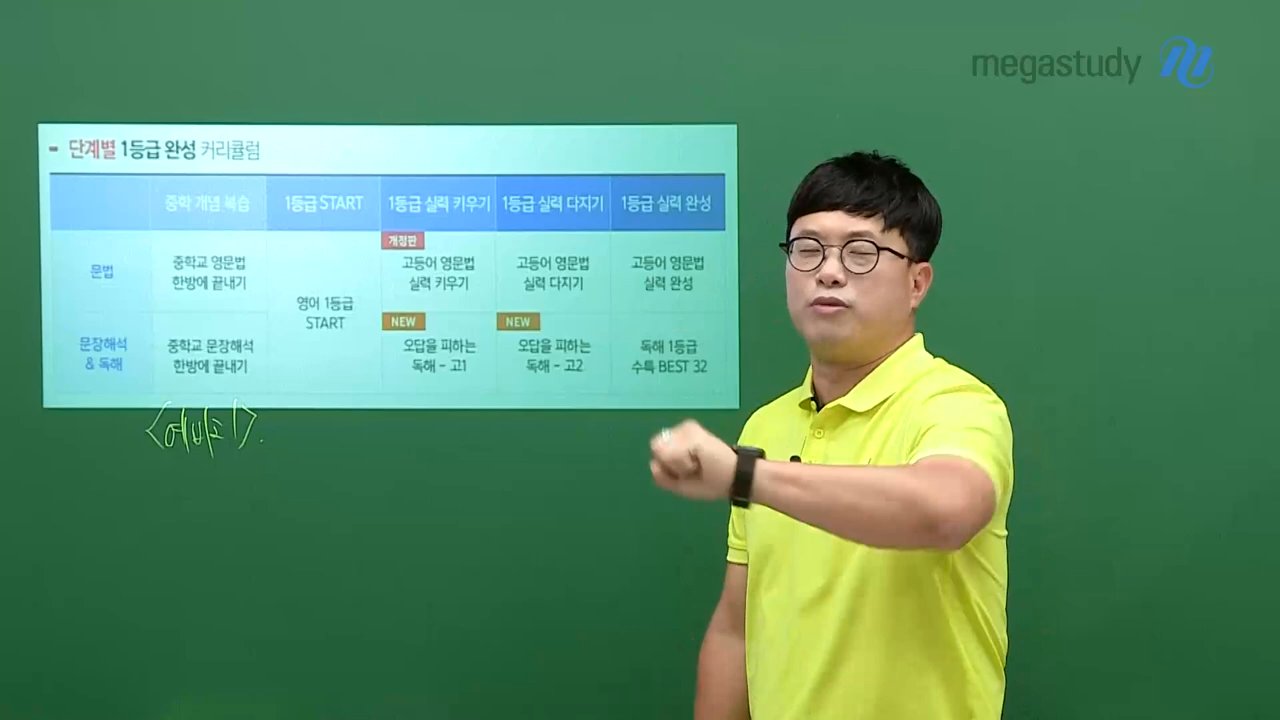 megastudy
- 단계별 1등급 완성 커리큘럼
중학 개념 복습 1등급 START 1등급 실력 키우기 1등급 실력 다지기 1등급 실력 완성
개정판
문법 중학교 영문법 고등어 영문법 고등어 영문법 고등어 영문법
한방에 끝내기 실력 키우기 실력 다지기 실력 완성
영어 1등급
START
NEW NEW
문장해석 중학교 문장해석 오답을 피하는 오답을 피하는 독해 1등급
& 독해 한방에 끝내기 독해 - 고1 독해 - 고2 수특 BEST 32
<예비고1>.